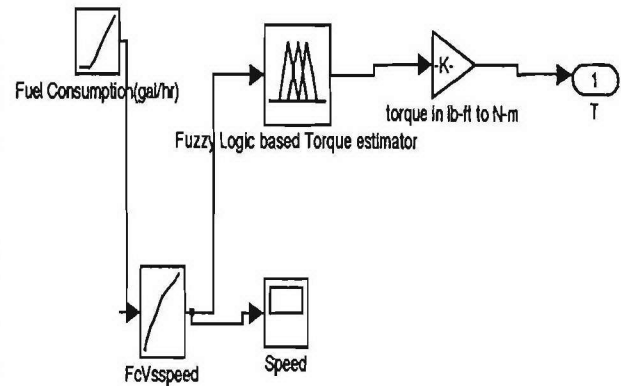 Fuel Consumption(gal/hr)
-K-
1
torque in lb-ft to N-m
T
Fuzzy Logic based Torque estimator
FcVsspeed
Speed